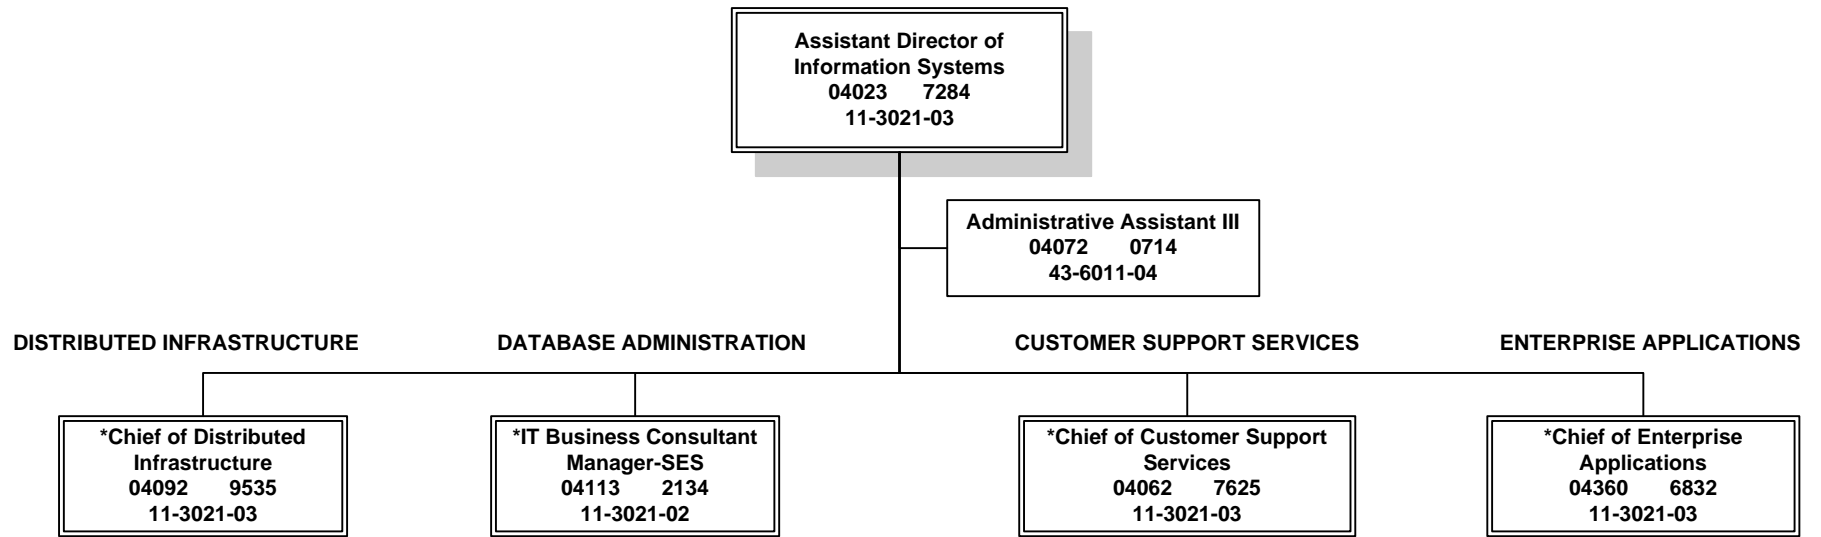 Assistant Director of
Information Systems
04023 7284
11-3021-03
Administrative Assistant III
04072 0714
43-6011-04
DISTRIBUTED INFRASTRUCTURE
DATABASE ADMINISTRATION
CUSTOMER SUPPORT SERVICES
ENTERPRISE APPLICATIONS
*Chief of Distributed
Infrastructure
04092 9535
11-3021-03
*IT Business Consultant
Manager-SES
04113 2134
11-3021-02
*Chief of Customer Support
Services
04062 7625
11-3021-03
*Chief of Enterprise
Applications
04360 6832
11-3021-03